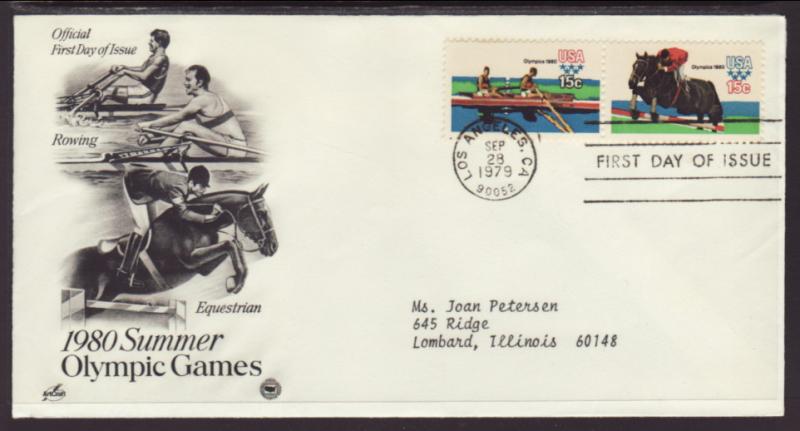 Official
First Day of Issue
Rowing
Equestrian
1980 Summer
Olympic Games
ArtCraft
Olympics 1980
USA
15c
Olympics 1980
USA
15c
LOS ANGELES, CA
SEP
28
1979
90052
FIRST DAY OF ISSUE
Ms. Joan Petersen
645 Ridge
Lombard, Illinois 60148